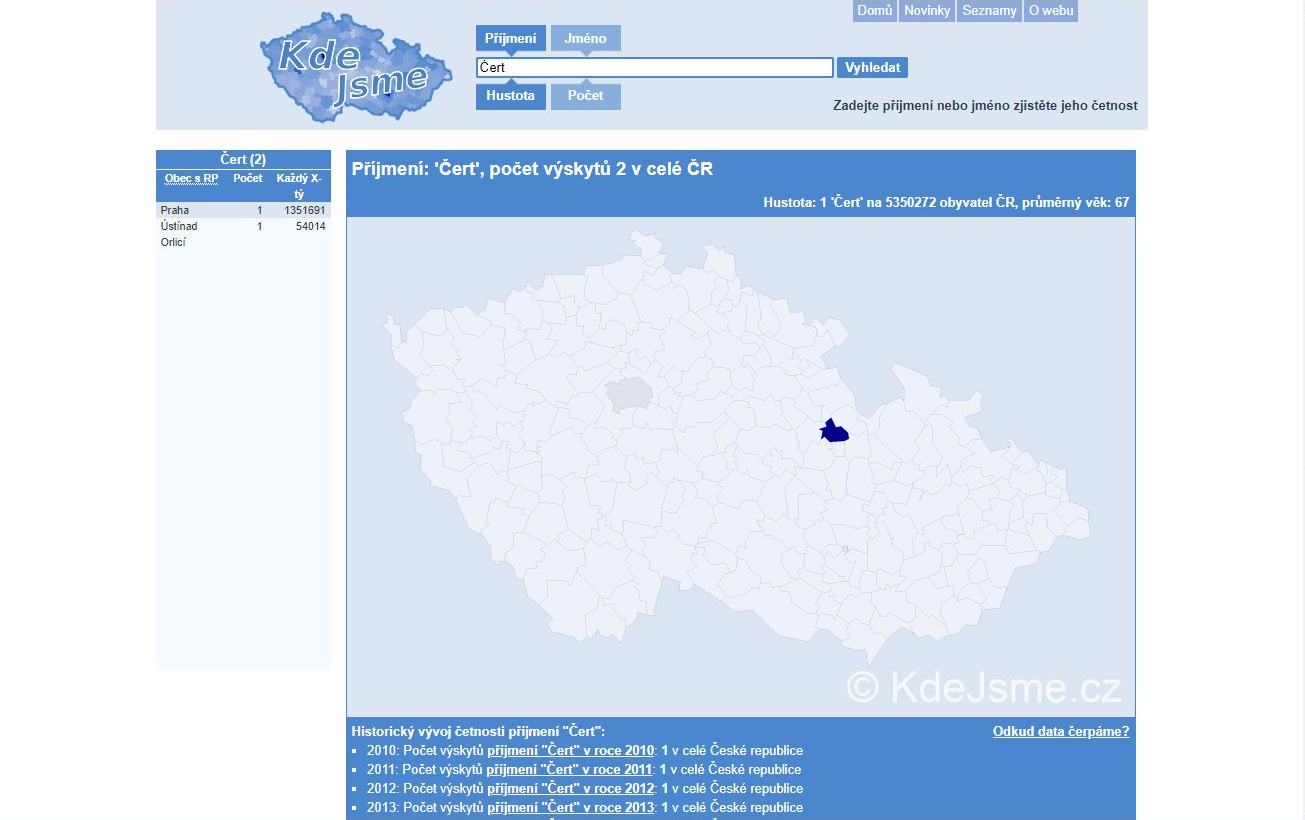 Domů Novinky Seznamy O webu
Kde
Jsme
Příjmení Jméno
Čert
Vyhledat
Hustota Počet
Zadejte příjmení nebo jméno zjistěte jeho četnost
Čert (2)
Obec s RP Počet Každý X-
tý
Praha 1 1351691
Ústínad 1 54014
Orlicí
Příjmení: 'Čert', počet výskytů 2 v celé ČR
Hustota: 1 'Čert' na 5350272 obyvatel ČR, průměrný věk: 67
© KdeJsme.cz
Historický vývoj četnosti příjmení "Čert":
Odkud data čerpáme?
2010: Počet výskytů příjmení "Čert" v roce 2010: 1 v celé České republice
2011: Počet výskytů příjmení "Čert" v roce 2011: 1 v celé České republice
2012: Počet výskytů příjmení "Čert" v roce 2012: 1 v celé České republice
2013: Počet výskytů příjmení "Čert" v roce 2013: 1 v celé České republice